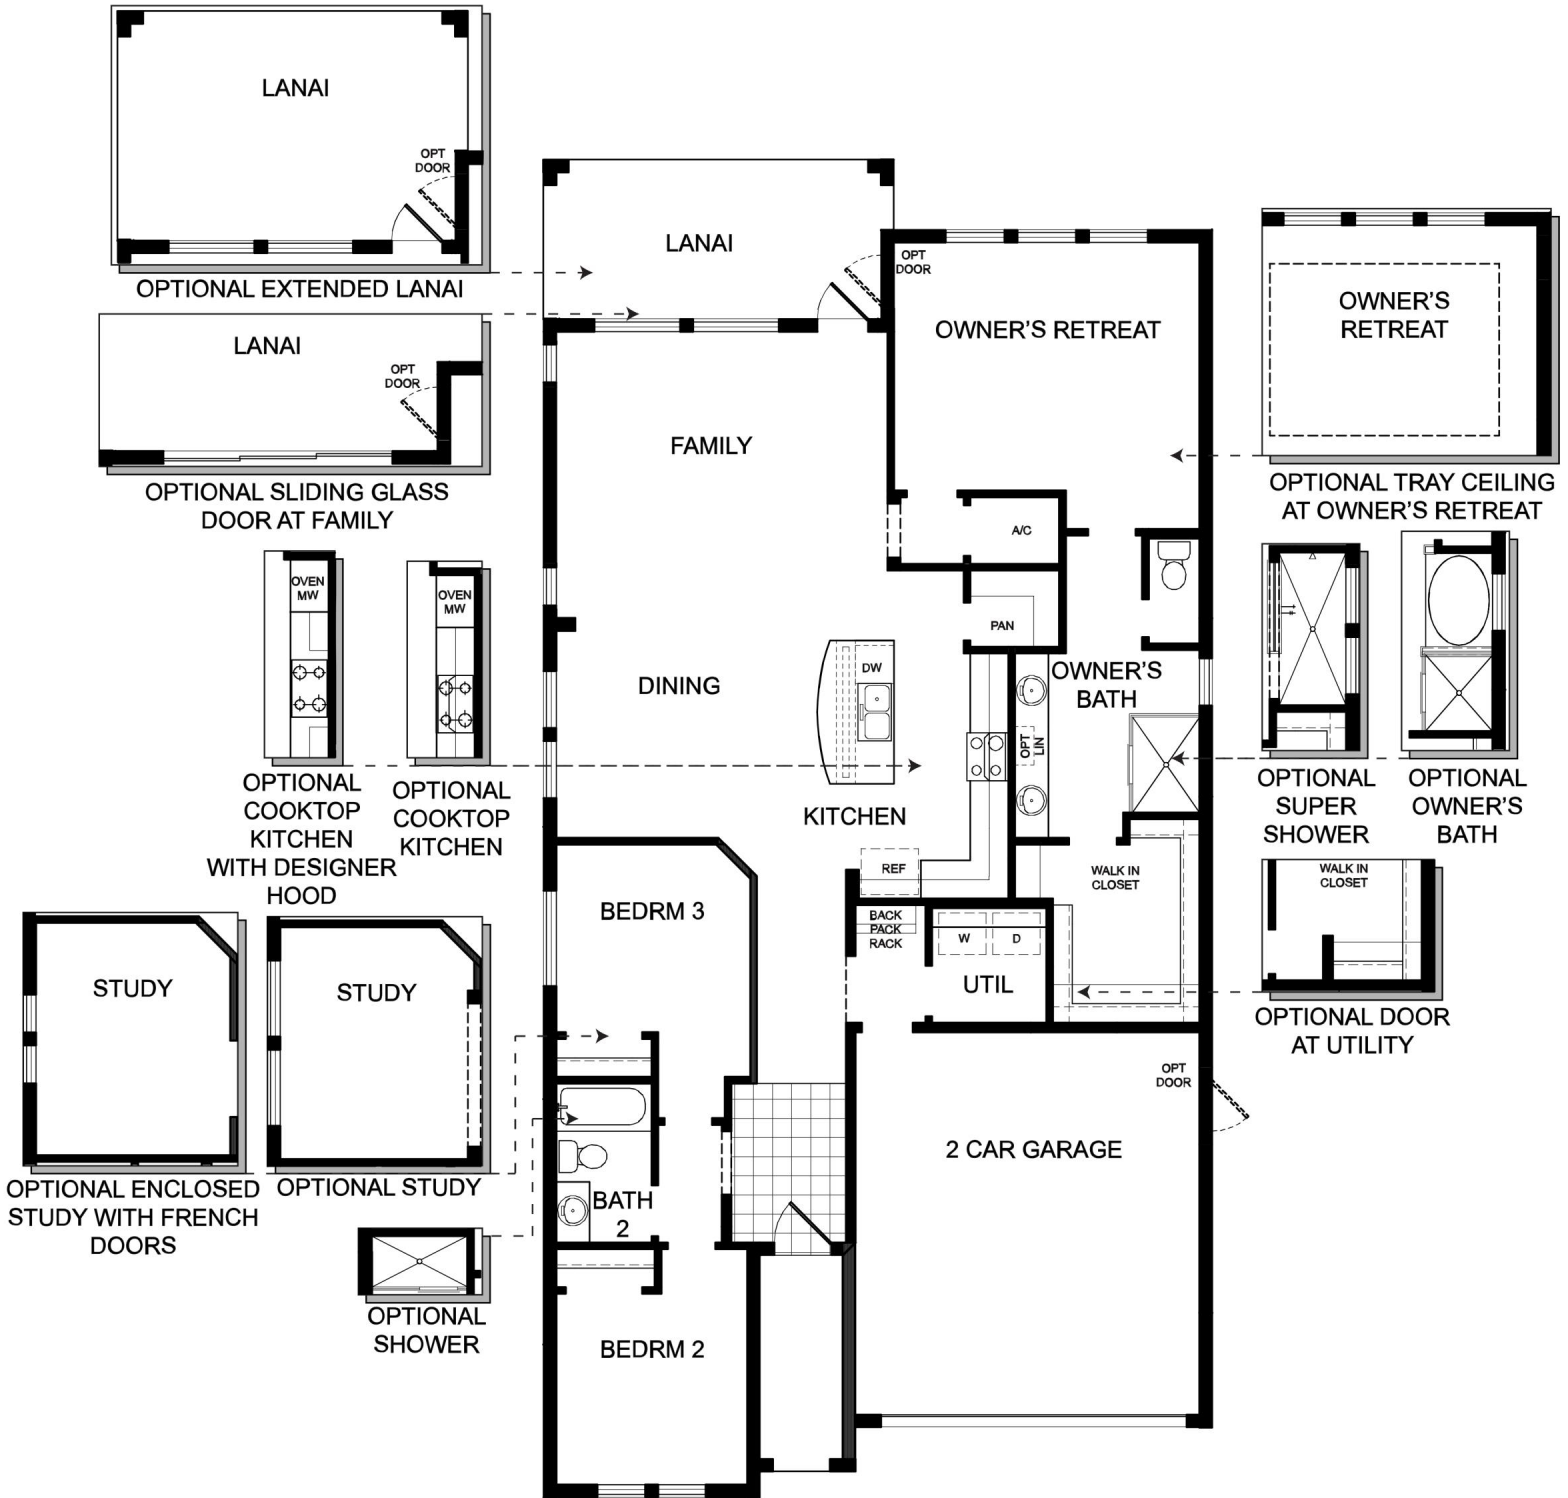 LANAI
OPT
DOOR
OPTIONAL EXTENDED LANAI
LANAI
OPT
DOOR
OPTIONAL SLIDING GLASS
DOOR AT FAMILY
OVEN
MW
OPTIONAL
COOKTOP
KITCHEN
WITH DESIGNER
HOOD
OVEN
MW
OPTIONAL
COOKTOP
KITCHEN
STUDY
OPTIONAL ENCLOSED
STUDY WITH FRENCH
DOORS
STUDY
OPTIONAL STUDY
OPTIONAL
SHOWER
LANAI
OPT
DOOR
OWNER'S RETREAT
FAMILY
A/C
PAN
DINING
DW
KITCHEN
REF
OWNER'S
BATH
OPT
LIN
WALK IN
CLOSET
BEDRM 3
BACK
PACK
RACK
W
D
UTIL
OPT
DOOR
2 CAR GARAGE
BATH
2
BEDRM 2
OWNER'S
RETREAT
OPTIONAL TRAY CEILING
AT OWNER'S RETREAT
OPTIONAL
SUPER
SHOWER
OPTIONAL
OWNER'S
BATH
WALK IN
CLOSET
OPTIONAL DOOR
AT UTILITY